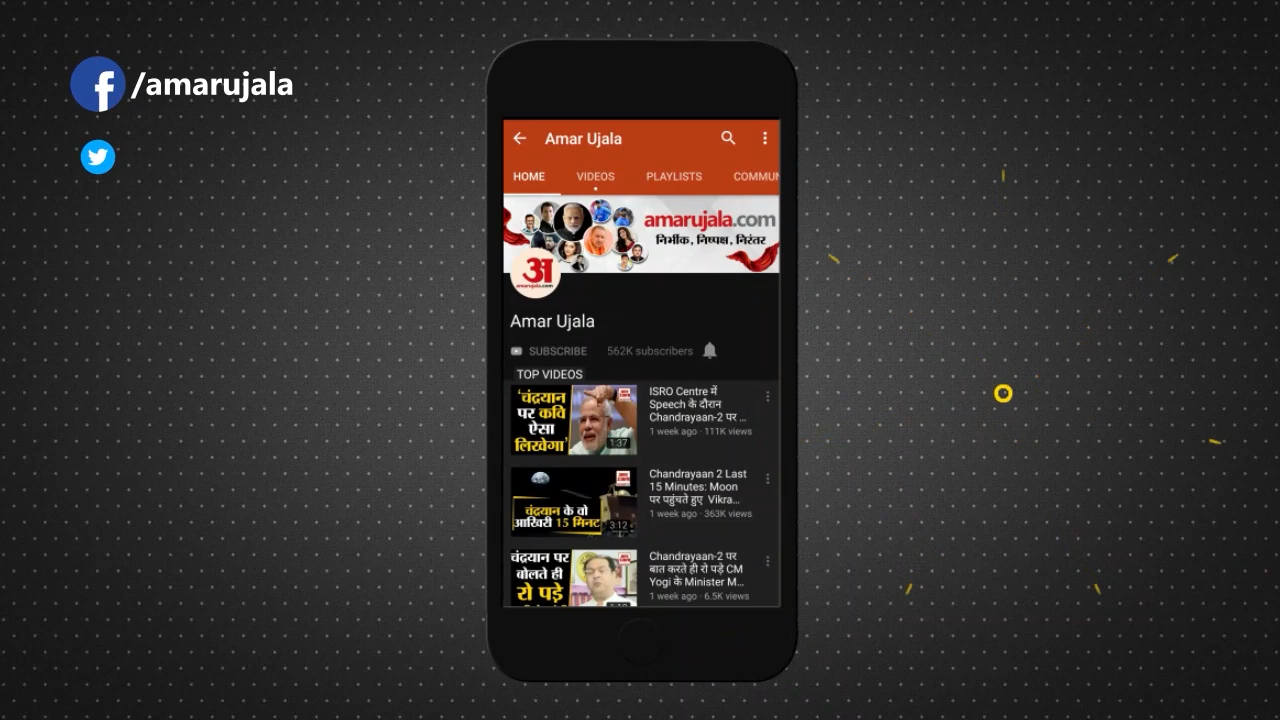 /amarujala
Amar Ujala
HOME VIDEOS PLAYLISTS COMMUN
amarujala.com
निर्भीक, निष्पक्ष, निरंतर
अ
amarujala.com
Amar Ujala
SUBSCRIBE 562K subscribers
TOP VIDEOS
'चंद्रयान
पर कवि
ऐसा
लिखेगा'
1:37
ISRO Centre में
Speech के दौरान
Chandrayaan-2 पर ...
1 week ago · 111K views
चंद्रयान के वो
आखिरी 15 मिनट
3:12
Chandrayaan 2 Last
15 Minutes: Moon
पर पहुंचते हुए Vikra...
1 week ago · 363K views
चंद्रयान पर
बोलते ही
रो पड़े
Chandrayaan-2 पर
बात करते ही रो पड़े CM
Yogi के Minister M...
1 week ago · 6.5K views